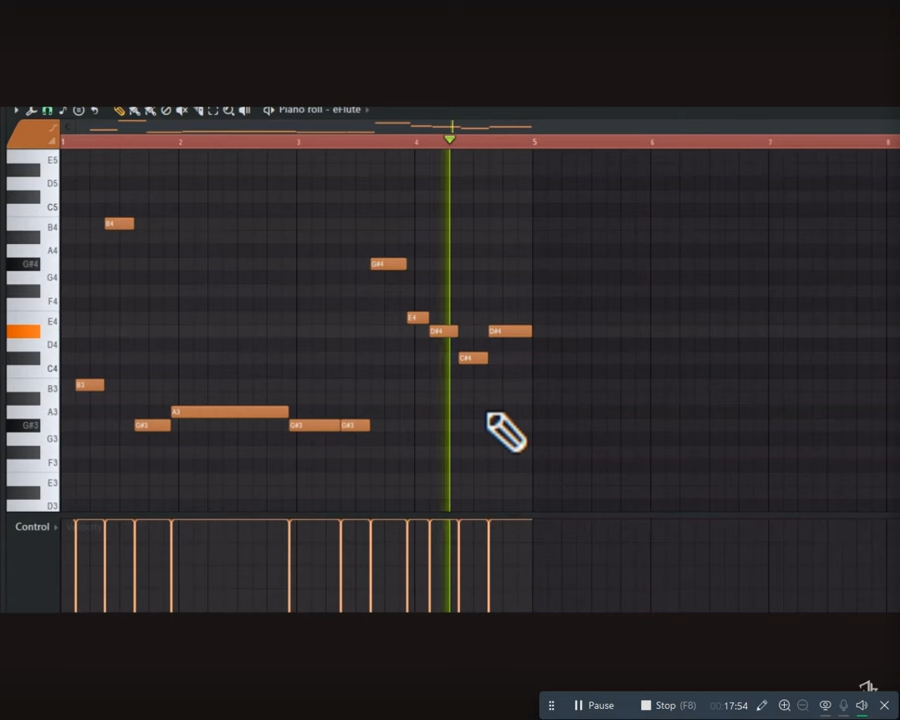 Piano roll - eFlute
1 2 3 4 5 6 7 8
E5
D5
C5
B4 B4
A4
G#4 G#4
G4
F4
E4 E4
D#4 D#4
D4
C#4
C4
B3 B3
A3 A3
G#3 G#3 G#3 G#3
G3
F3
E3
D3
Control
Pause Stop (F8) 00:17:54